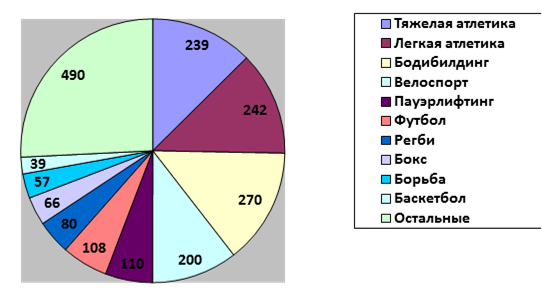 239
242
270
200
110
108
80
66
57
39
490
Тяжелая атлетика
Легкая атлетика
Бодибилдинг
Велоспорт
Пауэрлифтинг
Футбол
Регби
Бокс
Борьба
Баскетбол
Остальные